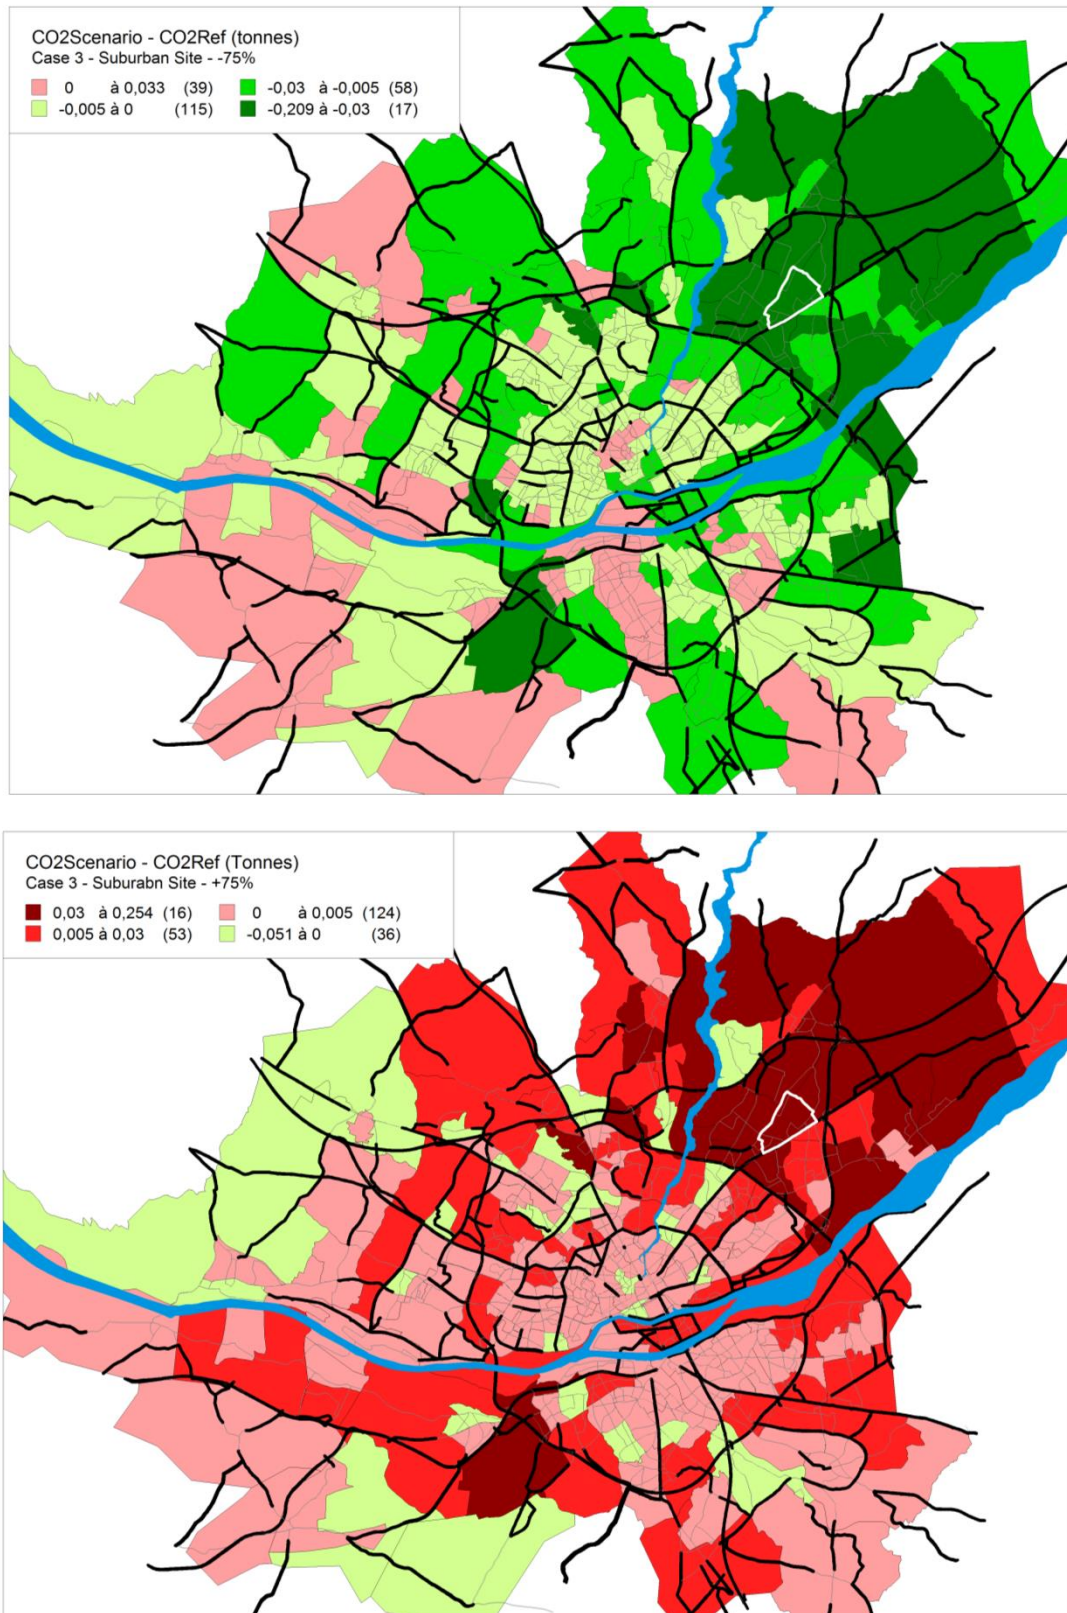 CO2Scenario - CO2Ref (tonnes)
Case 3 - Suburban Site - -75%
0 à 0,033 (39) -0,03 à -0,005 (58)
-0,005 à 0 (115) -0,209 à -0,03 (17)
CO2Scenario - CO2Ref (Tonnes)
Case 3 - Suburabn Site - +75%
0,03 à 0,254 (16) 0 à 0,005 (124)
0,005 à 0,03 (53) -0,051 à 0 (36)